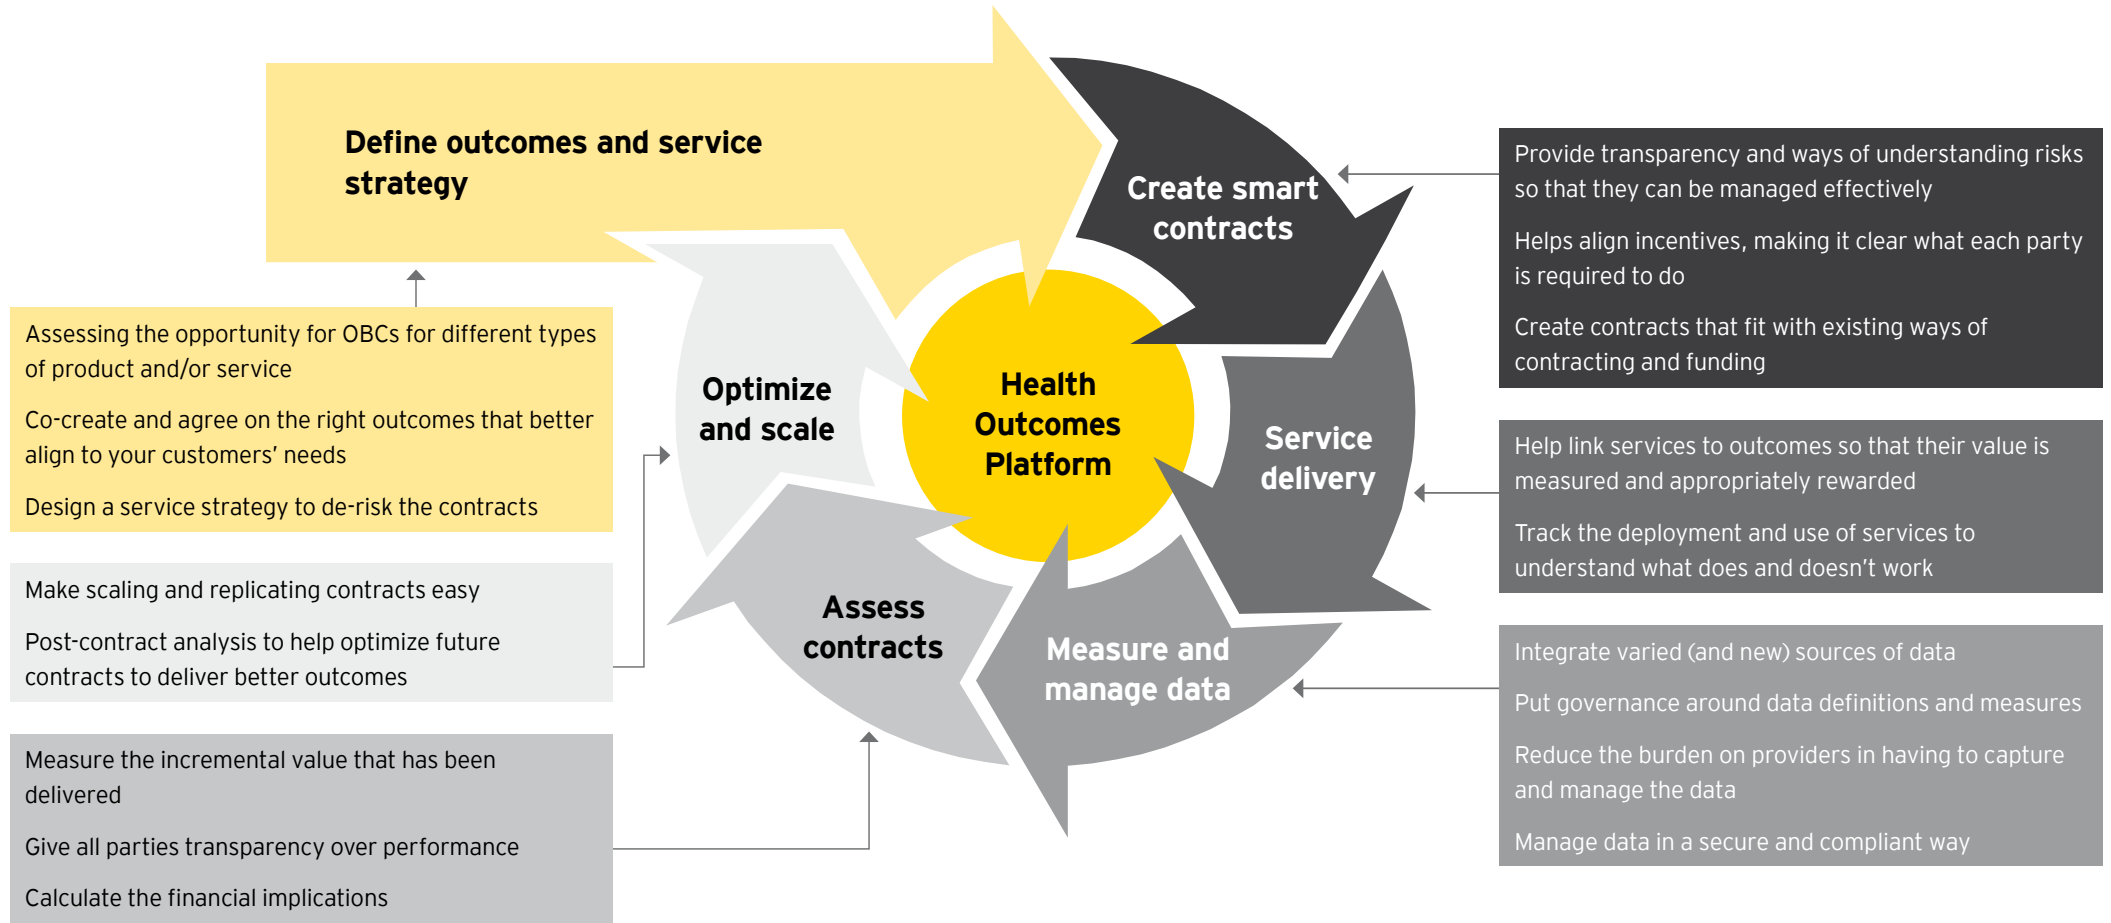 Define outcomes and service
strategy
Create smart
contracts
Service
delivery
Measure and
manage data
Assess
contracts
Optimize
and scale
Health
Outcomes
Platform
Assessing the opportunity for OBCs for different types
of product and/or service
Co-create and agree on the right outcomes that better
align to your customers’ needs
Design a service strategy to de-risk the contracts
Make scaling and replicating contracts easy
Post-contract analysis to help optimize future
contracts to deliver better outcomes
Measure the incremental value that has been
delivered
Give all parties transparency over performance
Calculate the financial implications
Provide transparency and ways of understanding risks
so that they can be managed effectively
Helps align incentives, making it clear what each party
is required to do
Create contracts that fit with existing ways of
contracting and funding
Help link services to outcomes so that their value is
measured and appropriately rewarded
Track the deployment and use of services to
understand what does and doesn’t work
Integrate varied (and new) sources of data
Put governance around data definitions and measures
Reduce the burden on providers in having to capture
and manage the data
Manage data in a secure and compliant way